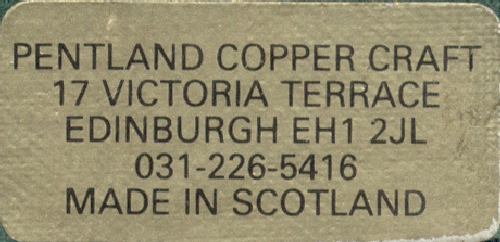 PENTLAND COPPER CRAFT
17 VICTORIA TERRACE
EDINBURGH EH1 2JL
031-226-5416
MADE IN SCOTLAND